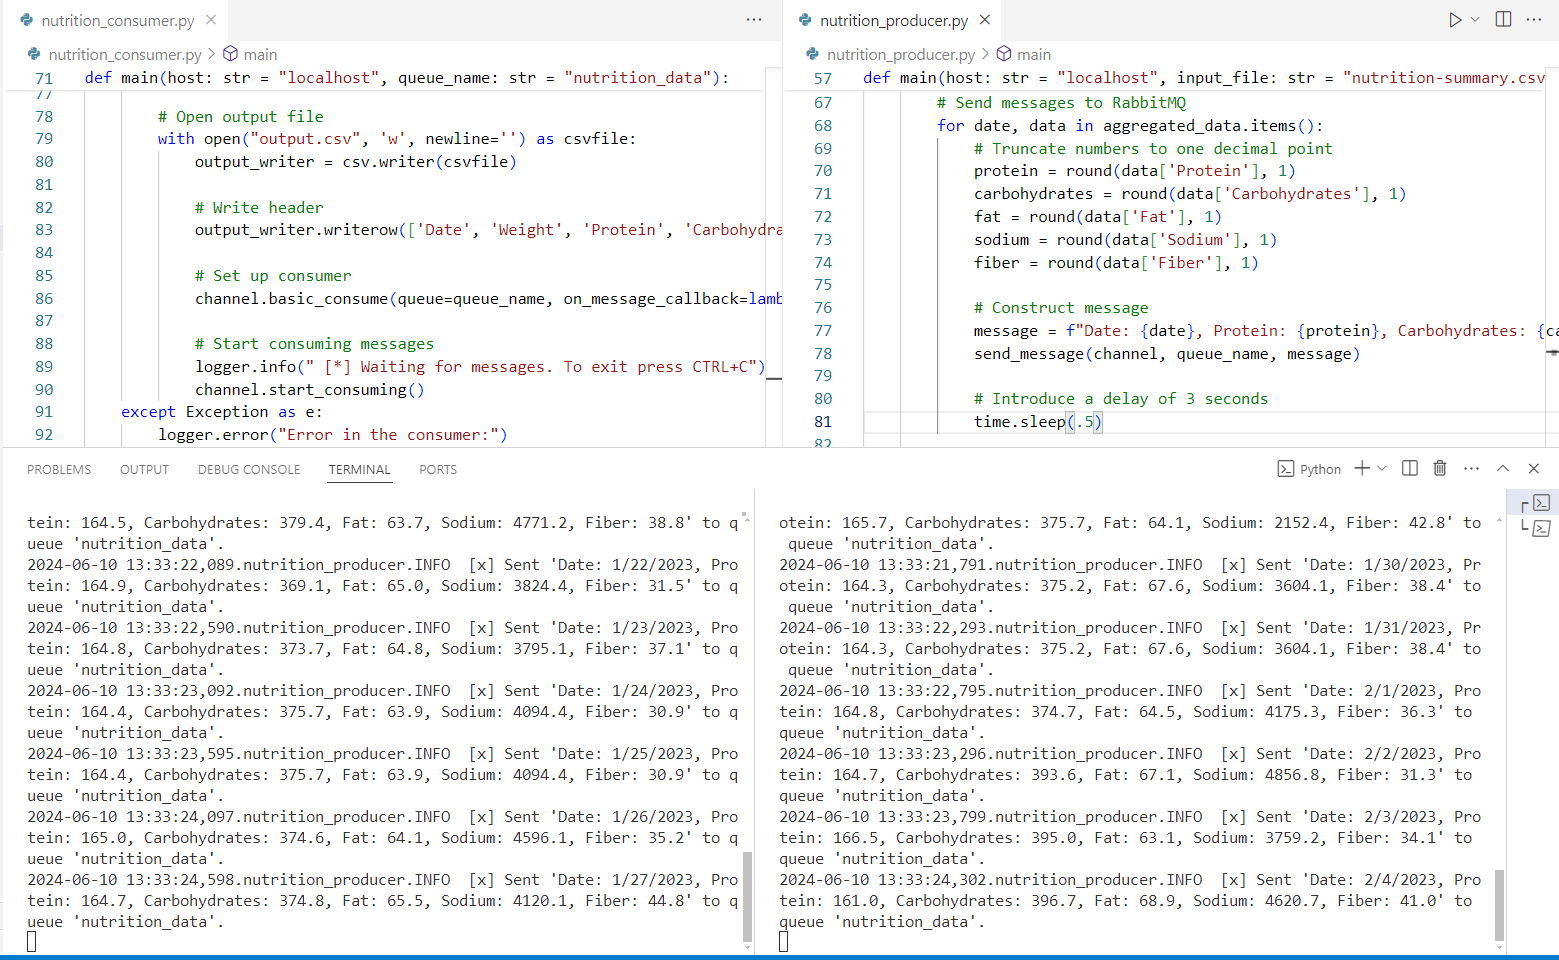 nutrition_consumer.py
nutrition_consumer.py > main
71 def main(host: str = "localhost", queue_name: str = "nutrition_data"):
77
78 # Open output file
79 with open("output.csv", 'w', newline='') as csvfile:
80 output_writer = csv.writer(csvfile)
81
82 # Write header
83 output_writer.writerow(['Date', 'Weight', 'Protein', 'Carbohydra
84
85 # Set up consumer
86 channel.basic_consume(queue=queue_name, on_message_callback=lamb
87
88 # Start consuming messages
89 logger.info(" [*] Waiting for messages. To exit press CTRL+C")
90 channel.start_consuming()
91 except Exception as e:
92 logger.error("Error in the consumer:")
nutrition_producer.py
nutrition_producer.py > main
57 def main(host: str = "localhost", input_file: str = "nutrition-summary.csv
67 # Send messages to RabbitMQ
68 for date, data in aggregated_data.items():
69 # Truncate numbers to one decimal point
70 protein = round(data['Protein'], 1)
71 carbohydrates = round(data['Carbohydrates'], 1)
72 fat = round(data['Fat'], 1)
73 sodium = round(data['Sodium'], 1)
74 fiber = round(data['Fiber'], 1)
75
76 # Construct message
77 message = f"Date: {date}, Protein: {protein}, Carbohydrates: {ca
78 send_message(channel, queue_name, message)
79
80 # Introduce a delay of 3 seconds
81 time.sleep(.5)
82
PROBLEMS OUTPUT DEBUG CONSOLE TERMINAL PORTS
Python
tein: 164.5, Carbohydrates: 379.4, Fat: 63.7, Sodium: 4771.2, Fiber: 38.8' to q
ueue 'nutrition_data'.
2024-06-10 13:33:22,089.nutrition_producer.INFO [x] Sent 'Date: 1/22/2023, Pro
tein: 164.9, Carbohydrates: 369.1, Fat: 65.0, Sodium: 3824.4, Fiber: 31.5' to q
ueue 'nutrition_data'.
2024-06-10 13:33:22,590.nutrition_producer.INFO [x] Sent 'Date: 1/23/2023, Pro
tein: 164.8, Carbohydrates: 373.7, Fat: 64.8, Sodium: 3795.1, Fiber: 37.1' to q
ueue 'nutrition_data'.
2024-06-10 13:33:23,092.nutrition_producer.INFO [x] Sent 'Date: 1/24/2023, Pro
tein: 164.4, Carbohydrates: 375.7, Fat: 63.9, Sodium: 4094.4, Fiber: 30.9' to q
ueue 'nutrition_data'.
2024-06-10 13:33:23,595.nutrition_producer.INFO [x] Sent 'Date: 1/25/2023, Pro
tein: 164.4, Carbohydrates: 375.7, Fat: 63.9, Sodium: 4094.4, Fiber: 30.9' to q
ueue 'nutrition_data'.
2024-06-10 13:33:24,097.nutrition_producer.INFO [x] Sent 'Date: 1/26/2023, Pro
tein: 165.0, Carbohydrates: 374.6, Fat: 64.1, Sodium: 4596.1, Fiber: 35.2' to q
ueue 'nutrition_data'.
2024-06-10 13:33:24,598.nutrition_producer.INFO [x] Sent 'Date: 1/27/2023, Pro
tein: 164.7, Carbohydrates: 374.8, Fat: 65.5, Sodium: 4120.1, Fiber: 44.8' to q
ueue 'nutrition_data'.
otein: 165.7, Carbohydrates: 375.7, Fat: 64.1, Sodium: 2152.4, Fiber: 42.8' to
queue 'nutrition_data'.
2024-06-10 13:33:21,791.nutrition_producer.INFO [x] Sent 'Date: 1/30/2023, Pr
otein: 164.3, Carbohydrates: 375.2, Fat: 67.6, Sodium: 3604.1, Fiber: 38.4' to
queue 'nutrition_data'.
2024-06-10 13:33:22,293.nutrition_producer.INFO [x] Sent 'Date: 1/31/2023, Pr
otein: 164.3, Carbohydrates: 375.2, Fat: 67.6, Sodium: 3604.1, Fiber: 38.4' to
queue 'nutrition_data'.
2024-06-10 13:33:22,795.nutrition_producer.INFO [x] Sent 'Date: 2/1/2023, Pro
tein: 164.8, Carbohydrates: 374.7, Fat: 64.5, Sodium: 4175.3, Fiber: 36.3' to
queue 'nutrition_data'.
2024-06-10 13:33:23,296.nutrition_producer.INFO [x] Sent 'Date: 2/2/2023, Pro
tein: 164.7, Carbohydrates: 393.6, Fat: 67.1, Sodium: 4856.8, Fiber: 31.3' to
queue 'nutrition_data'.
2024-06-10 13:33:23,799.nutrition_producer.INFO [x] Sent 'Date: 2/3/2023, Pro
tein: 166.5, Carbohydrates: 395.0, Fat: 63.1, Sodium: 3759.2, Fiber: 34.1' to
queue 'nutrition_data'.
2024-06-10 13:33:24,302.nutrition_producer.INFO [x] Sent 'Date: 2/4/2023, Pro
tein: 161.0, Carbohydrates: 396.7, Fat: 68.9, Sodium: 4620.7, Fiber: 41.0' to
queue 'nutrition_data'.